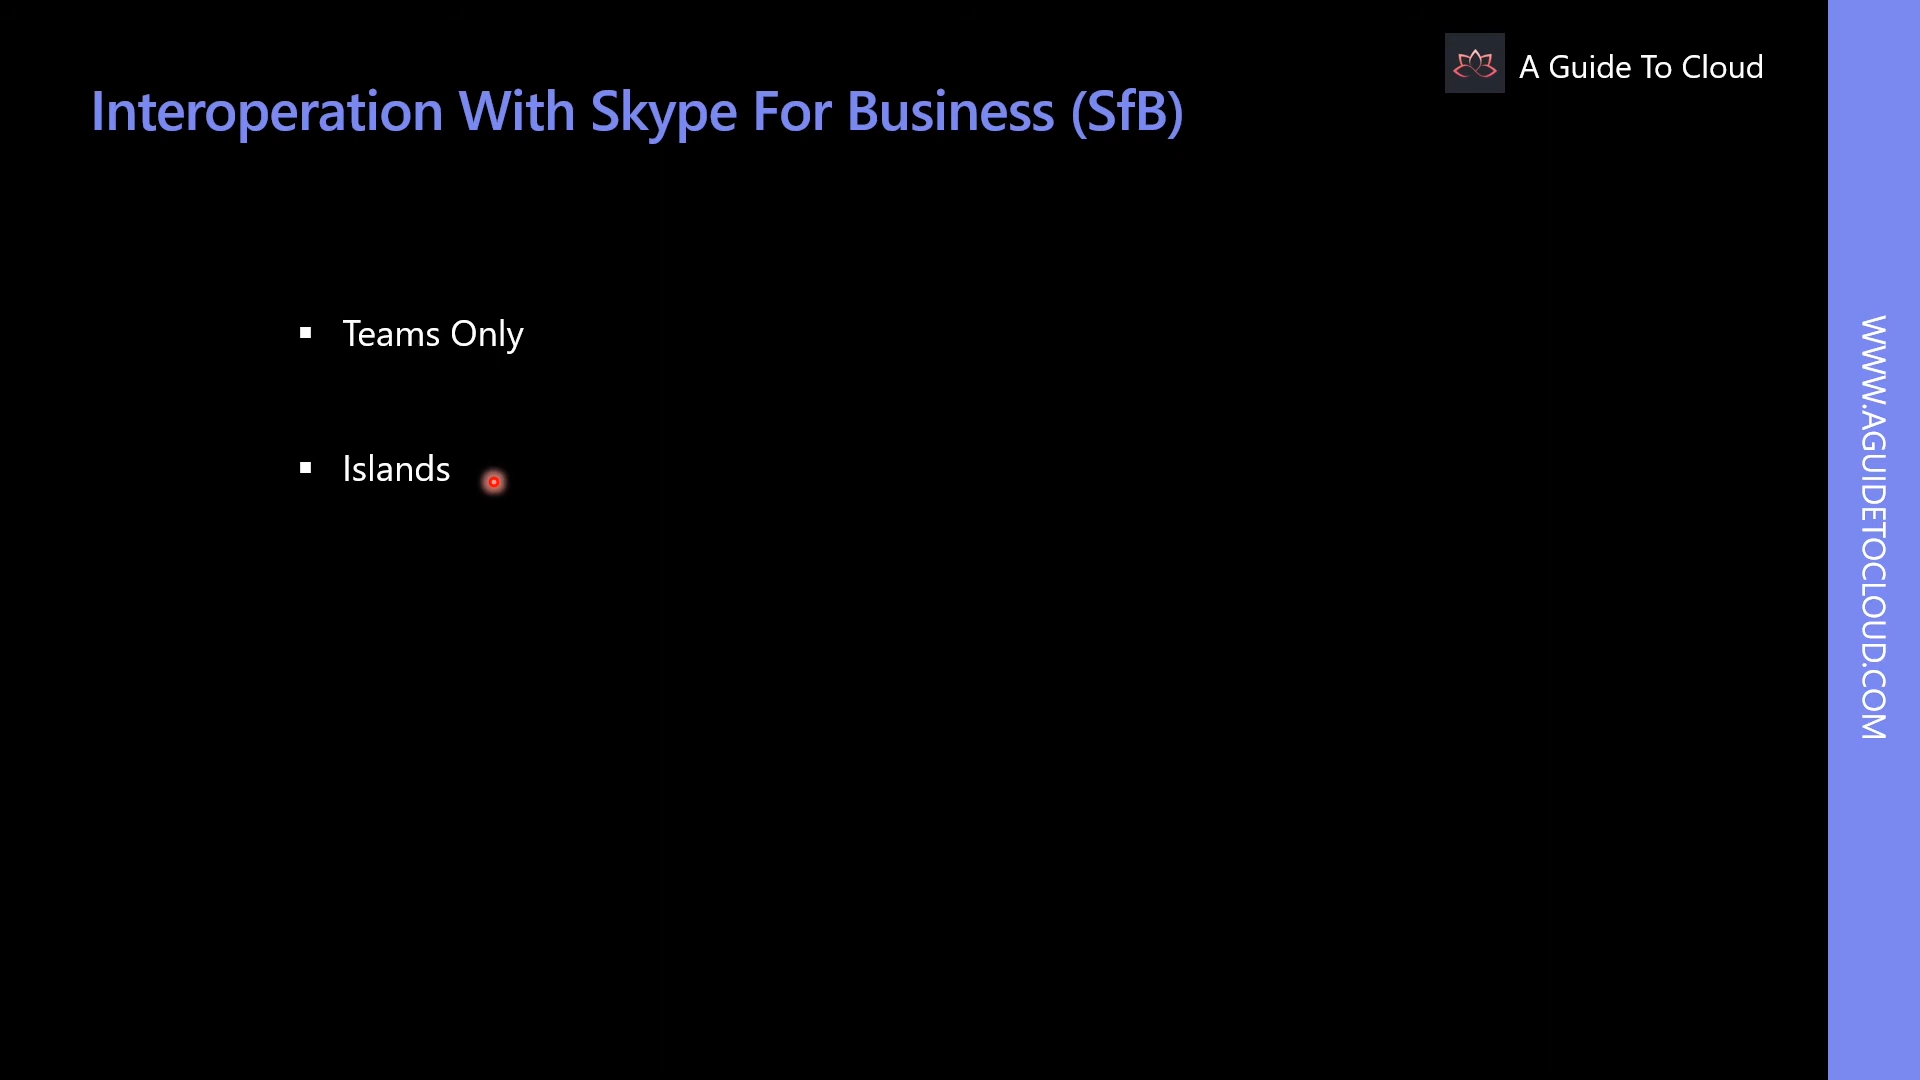 A Guide To Cloud
Interoperation With Skype For Business (SfB)
▪ Teams Only
▪ Islands
WWW.AGUIDETOCLOUD.COM